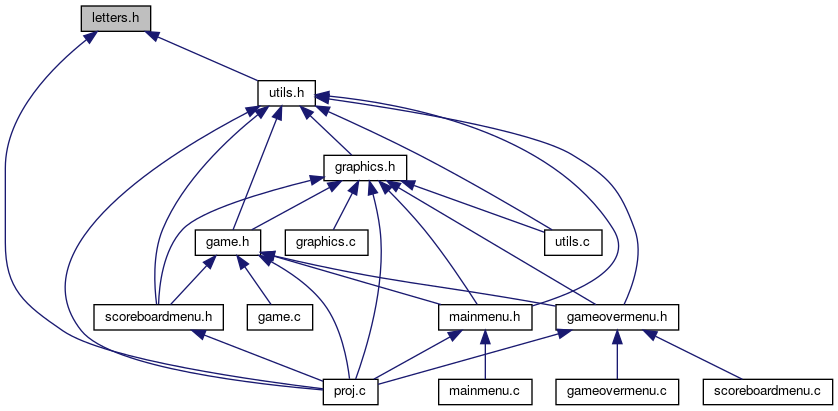 letters.h
utils.h
graphics.h
game.h
graphics.c
utils.c
scoreboardmenu.h
game.c
mainmenu.h
gameovermenu.h
proj.c
mainmenu.c
gameovermenu.c
scoreboardmenu.c